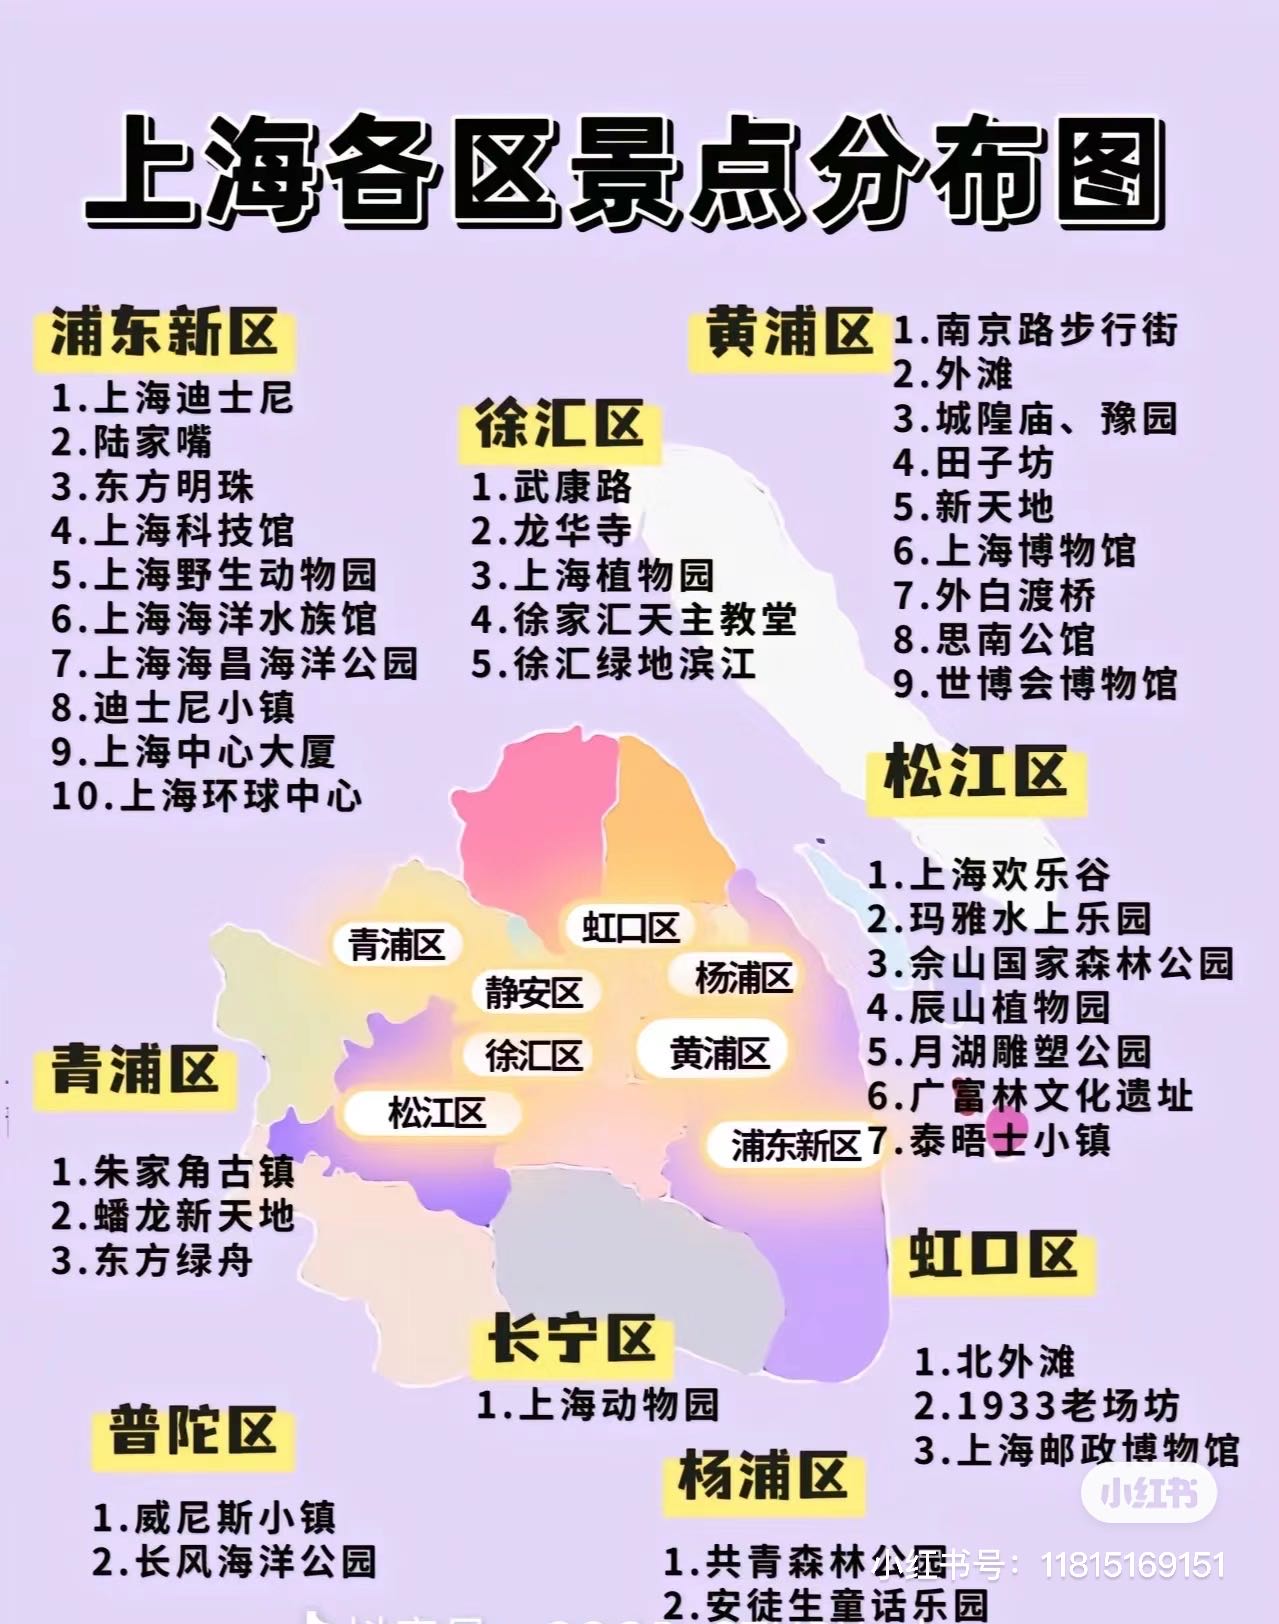 上海各区景点分布图
浦东新区
1.上海迪士尼
2.陆家嘴
3.东方明珠
4.上海科技馆
5.上海野生动物园
6.上海海洋水族馆
7.上海海昌海洋公园
8.迪士尼小镇
9.上海中心大厦
10.上海环球中心
徐汇区
1.武康路
2.龙华寺
3.上海植物园
4.徐家汇天主教堂
5.徐汇绿地滨江
黄浦区
1.南京路步行街
2.外滩
3.城隍庙、豫园
4.田子坊
5.新天地
6.上海博物馆
7.外白渡桥
8.思南公馆
9.世博会博物馆
松江区
1.上海欢乐谷
2.玛雅水上乐园
3.佘山国家森林公园
4.辰山植物园
5.月湖雕塑公园
6.广富林文化遗址
7.泰晤士小镇
青浦区
虹口区
静安区
杨浦区
徐汇区
黄浦区
松江区
浦东新区
青浦区
1.朱家角古镇
2.蟠龙新天地
3.东方绿舟
虹口区
1.北外滩
2.1933老场坊
3.上海邮政博物馆
长宁区
1.上海动物园
普陀区
1.威尼斯小镇
2.长风海洋公园
杨浦区
1.共青森林公园
2.安徒生童话乐园
小红书
小红书号：11815169151